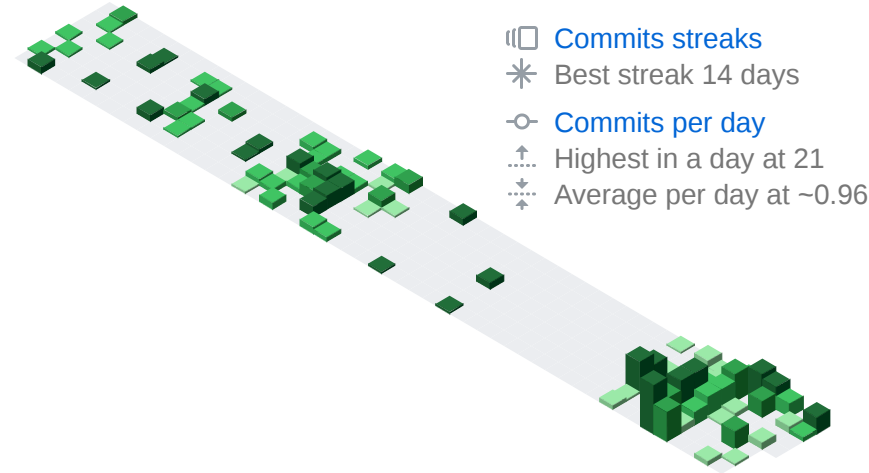 Commits streaks
Best streak 14 days
Commits per day
Highest in a day at 21
Average per day at ~0.96